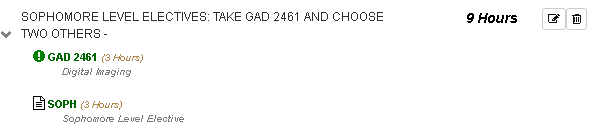 SOPHOMORE LEVEL ELECTIVES: TAKE GAD 2461 AND CHOOSE 9 Hours
TWO OTHERS -
GAD 2461 (3 Hours)
Digital Imaging
SOPH (3 Hours)
Sophomore Level Elective